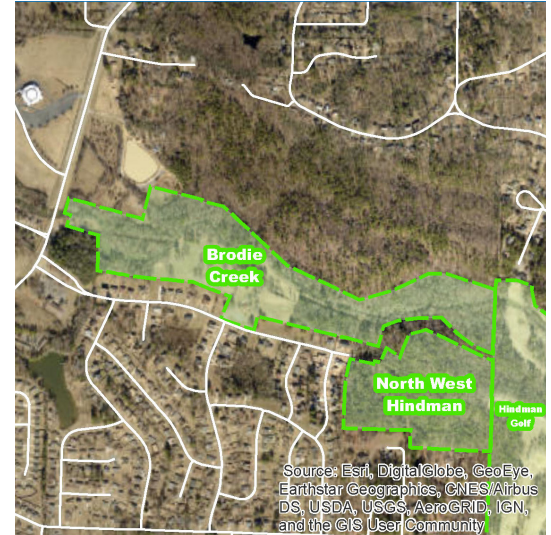 Brodie
Creek
North West
Hindman
Hindman
Golf
Source: Esri, DigitalGlobe, GeoEye,
Earthstar Geographics, CNES/Airbus
DS, USDA, USGS, AeroGRID, IGN,
and the GIS User Community